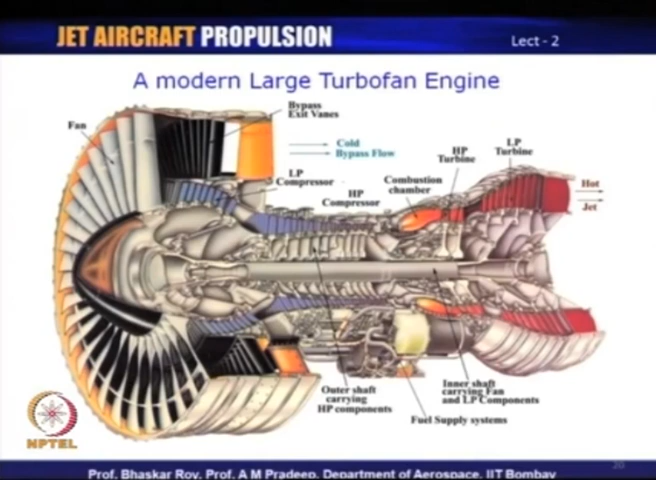 JET AIRCRAFT PROPULSION
Lect - 2
A modern Large Turbofan Engine
Fan
Bypass
Exit Vanes
Cold
Bypass Flow
LP
Compressor
HP
Compressor
Combustion
chamber
HP
Turbine
LP
Turbine
Hot
Jet
Outer shaft
carrying
HP components
Inner shaft
carrying Fan
and LP Components
Fuel Supply systems
NPTEL
20
Prof. Bhaskar Roy, Prof. A M Pradeep, Department of Aerospace, IIT Bombay